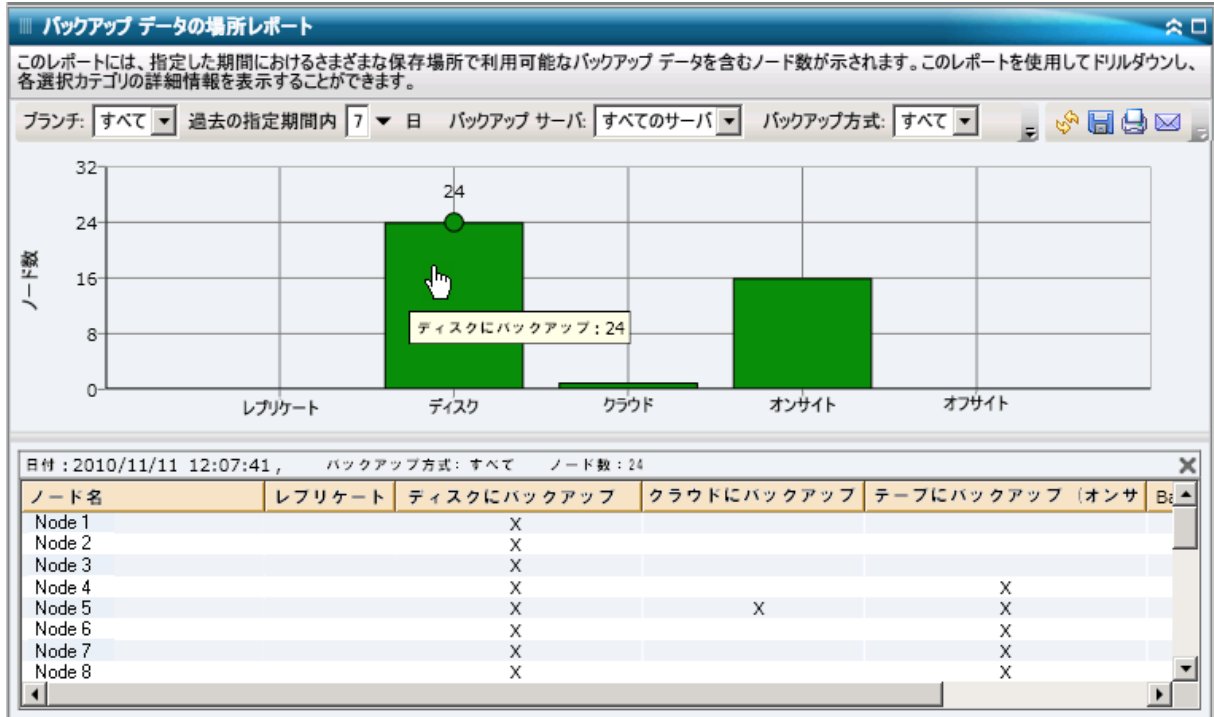 バックアップ データの場所レポート
このレポートには、指定した期間におけるさまざまな保存場所で利用可能なバックアップ データを含むノード数が示されます。このレポートを使用してドリルダウンし、
各選択カテゴリの詳細情報を表示することができます。
ブランチ: すべて 過去の指定期間内 7 日 バックアップ サーバ: すべてのサーバ バックアップ方式: すべて
32
24
24
ノード数
16
ディスクにバックアップ:24
8
0
レプリケート ディスク クラウド オンサイト オフサイト
日付:2010/11/11 12:07:41, バックアップ方式: すべて ノード数:24
ノード名 レプリケート ディスクにバックアップ クラウドにバックアップ テープにバックアップ (オンサ Ba
Node 1 X
Node 2 X
Node 3 X
Node 4 X X
Node 5 X X X
Node 6 X X
Node 7 X X
Node 8 X X